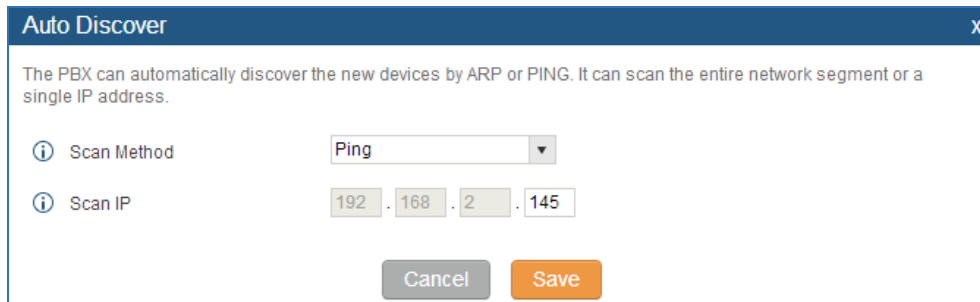 Auto Discover X
The PBX can automatically discover the new devices by ARP or PING. It can scan the entire network segment or a
single IP address.
Scan Method Ping
Scan IP 192 . 168 . 2 . 145
Cancel Save